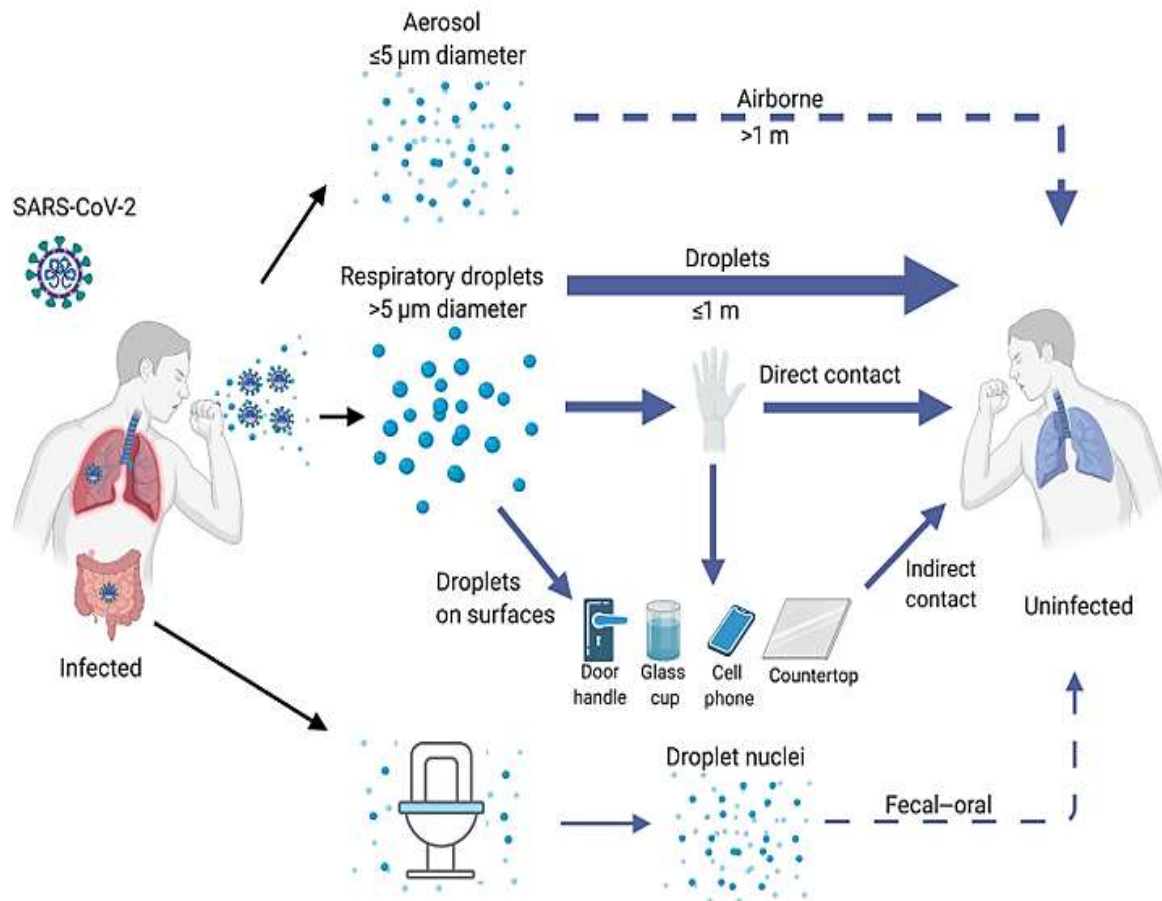 Aerosol
≤5 µm diameter
Airborne
>1 m
SARS-CoV-2
Respiratory droplets
>5 µm diameter
Droplets
≤1 m
Direct contact
Droplets
on surfaces
Indirect
contact
Uninfected
Infected
Door
handle
Glass
cup
Cell
phone
Countertop
Droplet nuclei
Fecal–oral